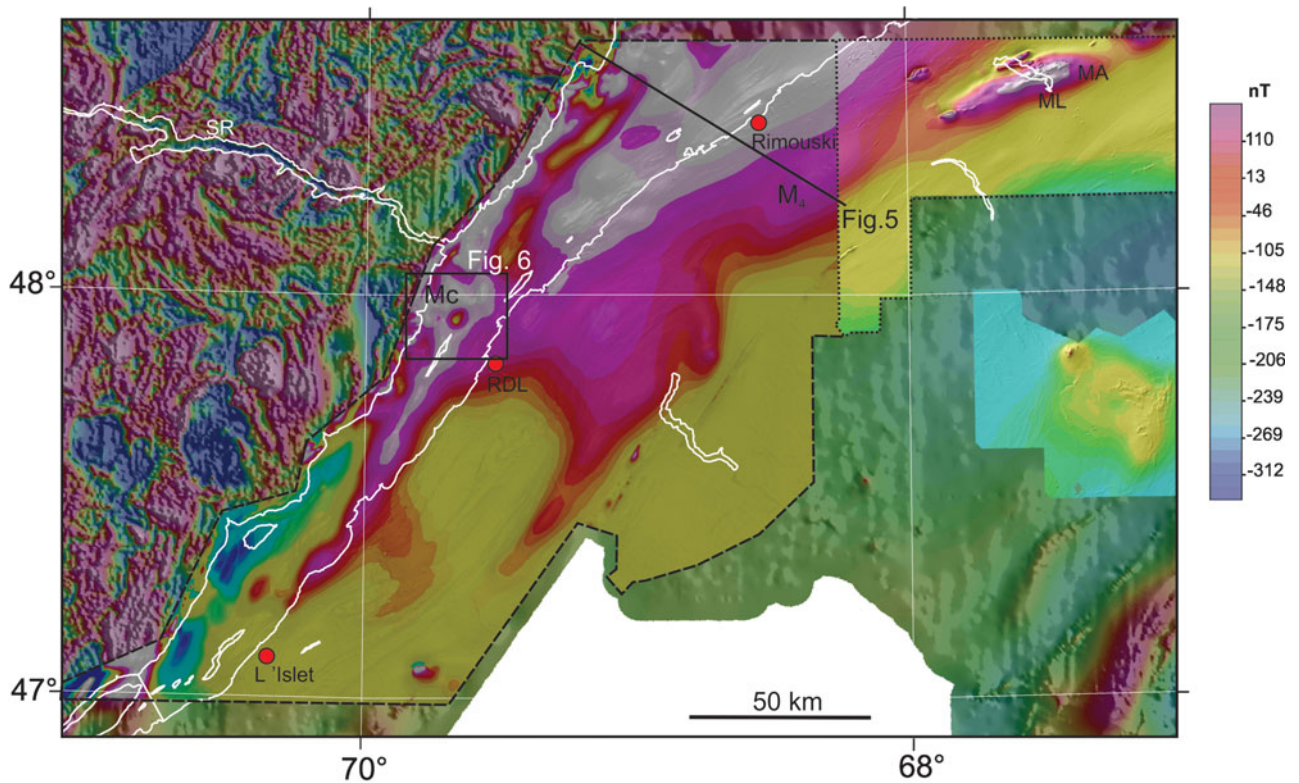 nT
110
13
-46
-105
-148
-175
-206
-239
-269
-312
SR
MA
ML
Rimouski
M₄
Fig.5
Fig. 6
Mc
RDL
L 'Islet
48°
47°
50 km
70°
68°